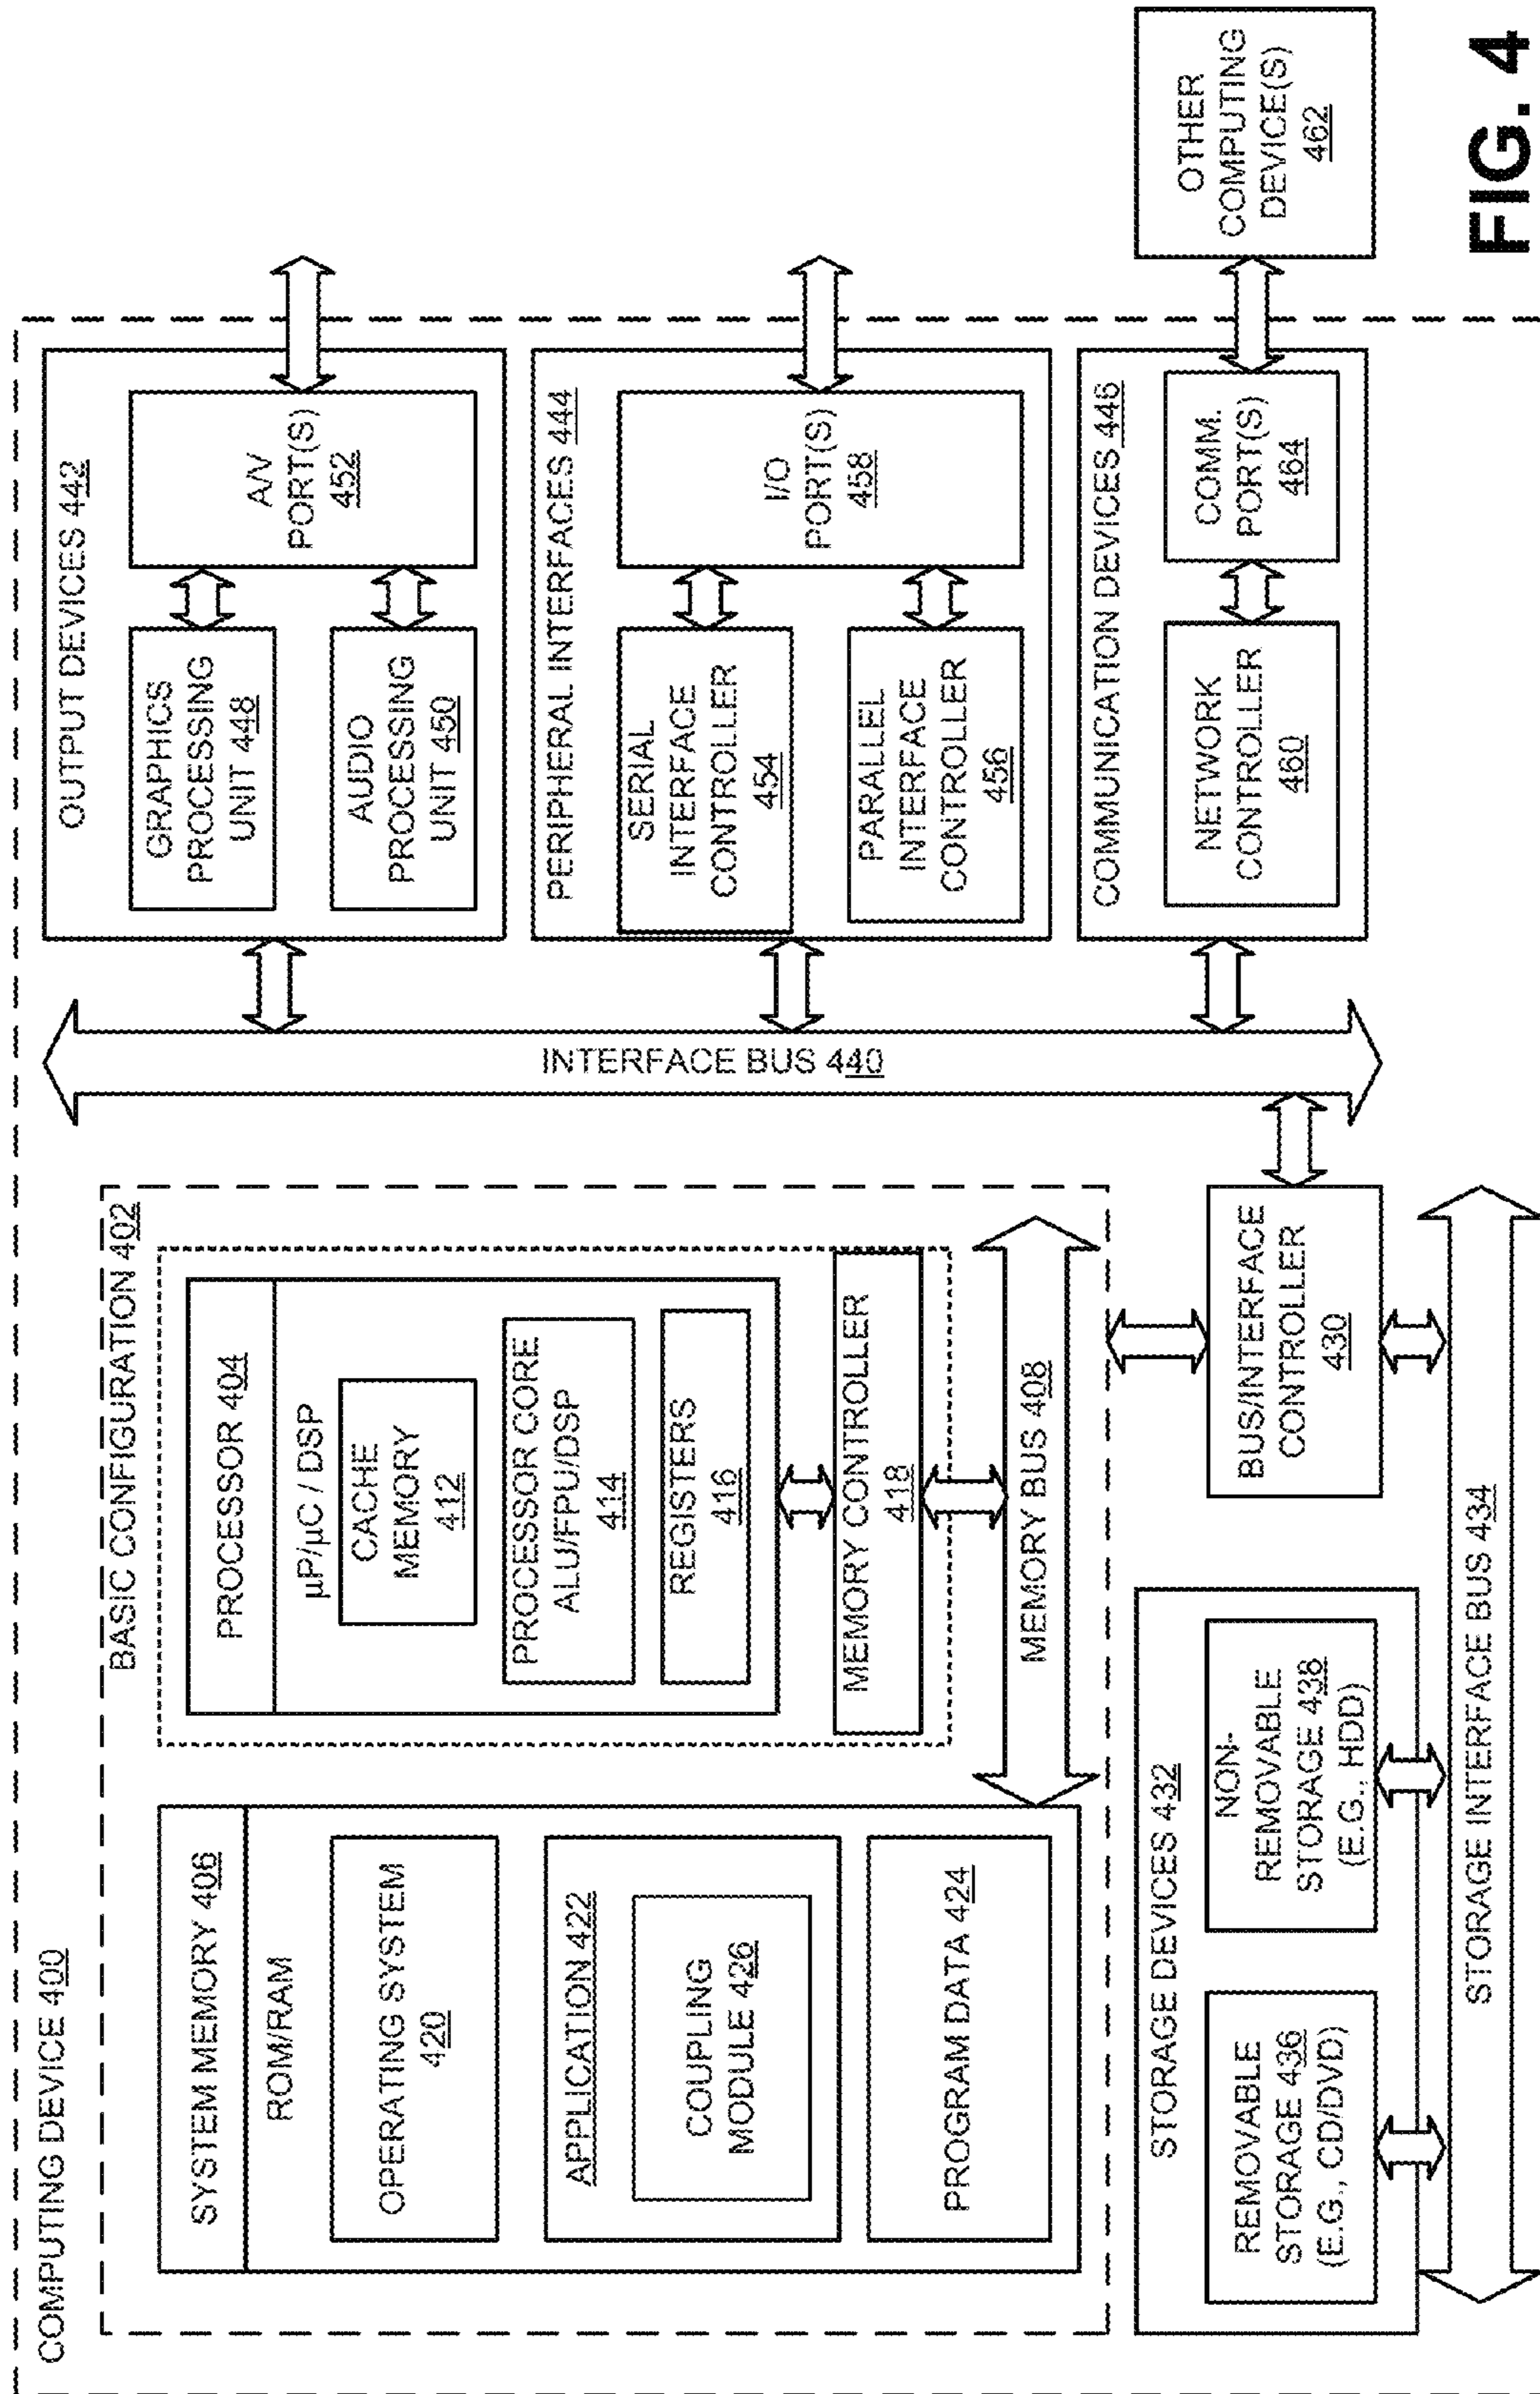 COMPUTING DEVICE 400
BASIC CONFIGURATION 402
SYSTEM MEMORY 406
ROM/RAM
OPERATING SYSTEM
420
APPLICATION 422
COUPLING
MODULE 426
PROGRAM DATA 424
PROCESSOR 404
µP/µC / DSP
CACHE
MEMORY
412
PROCESSOR CORE
ALU/FPU/DSP
414
REGISTERS
416
MEMORY CONTROLLER
418
MEMORY BUS 408
BUS/INTERFACE
CONTROLLER
430
STORAGE DEVICES 432
REMOVABLE
STORAGE 436
(E.G., CD/DVD)
NON-
REMOVABLE
STORAGE 438
(E.G., HDD)
STORAGE INTERFACE BUS 434
INTERFACE BUS 440
OUTPUT DEVICES 442
GRAPHICS
PROCESSING
UNIT 448
AUDIO
PROCESSING
UNIT 450
A/V
PORT(S)
452
PERIPHERAL INTERFACES 444
SERIAL
INTERFACE
CONTROLLER
454
PARALLEL
INTERFACE
CONTROLLER
456
I/O
PORT(S)
458
COMMUNICATION DEVICES 446
NETWORK
CONTROLLER
460
COMM.
PORT(S)
464
OTHER
COMPUTING
DEVICE(S)
462
FIG. 4